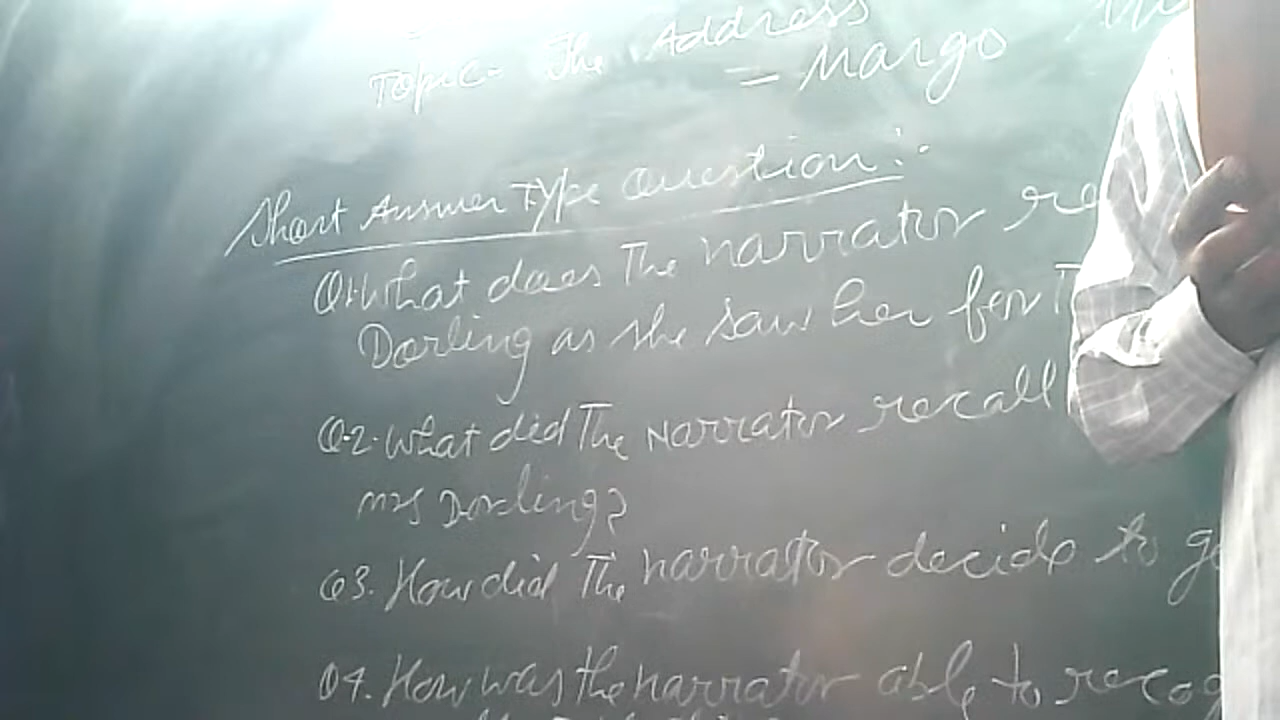 Topic- The Address
- Margo
Short Answer Type Question:-
Q1. What does the narrator re
Dorling as she saw her for T
Q.2. What did The Narrator recall
Mrs Dorling?
Q3. How did The narrator decide to go
Q4. How was the narrator able to recog